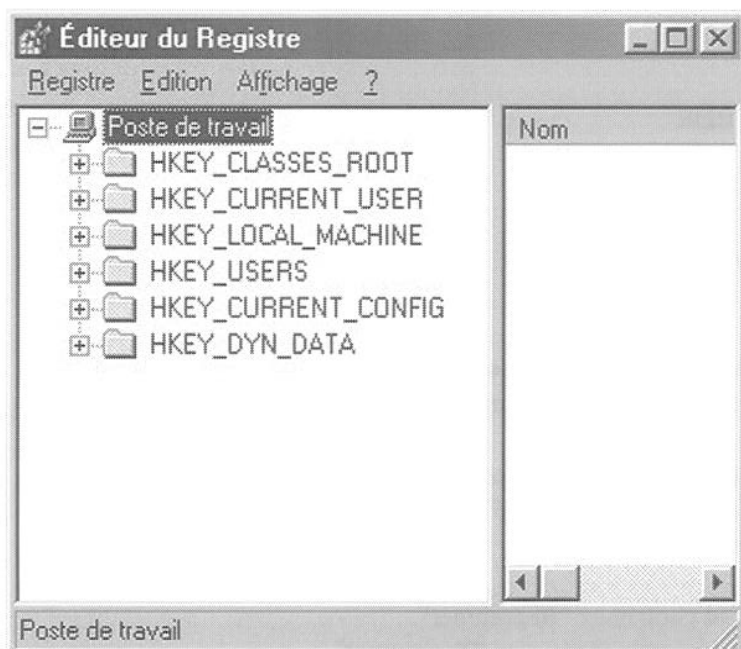 Éditeur du Registre
Registre Edition Affichage ?
Poste de travail
HKEY_CLASSES_ROOT
HKEY_CURRENT_USER
HKEY_LOCAL_MACHINE
HKEY_USERS
HKEY_CURRENT_CONFIG
HKEY_DYN_DATA
Nom
Poste de travail